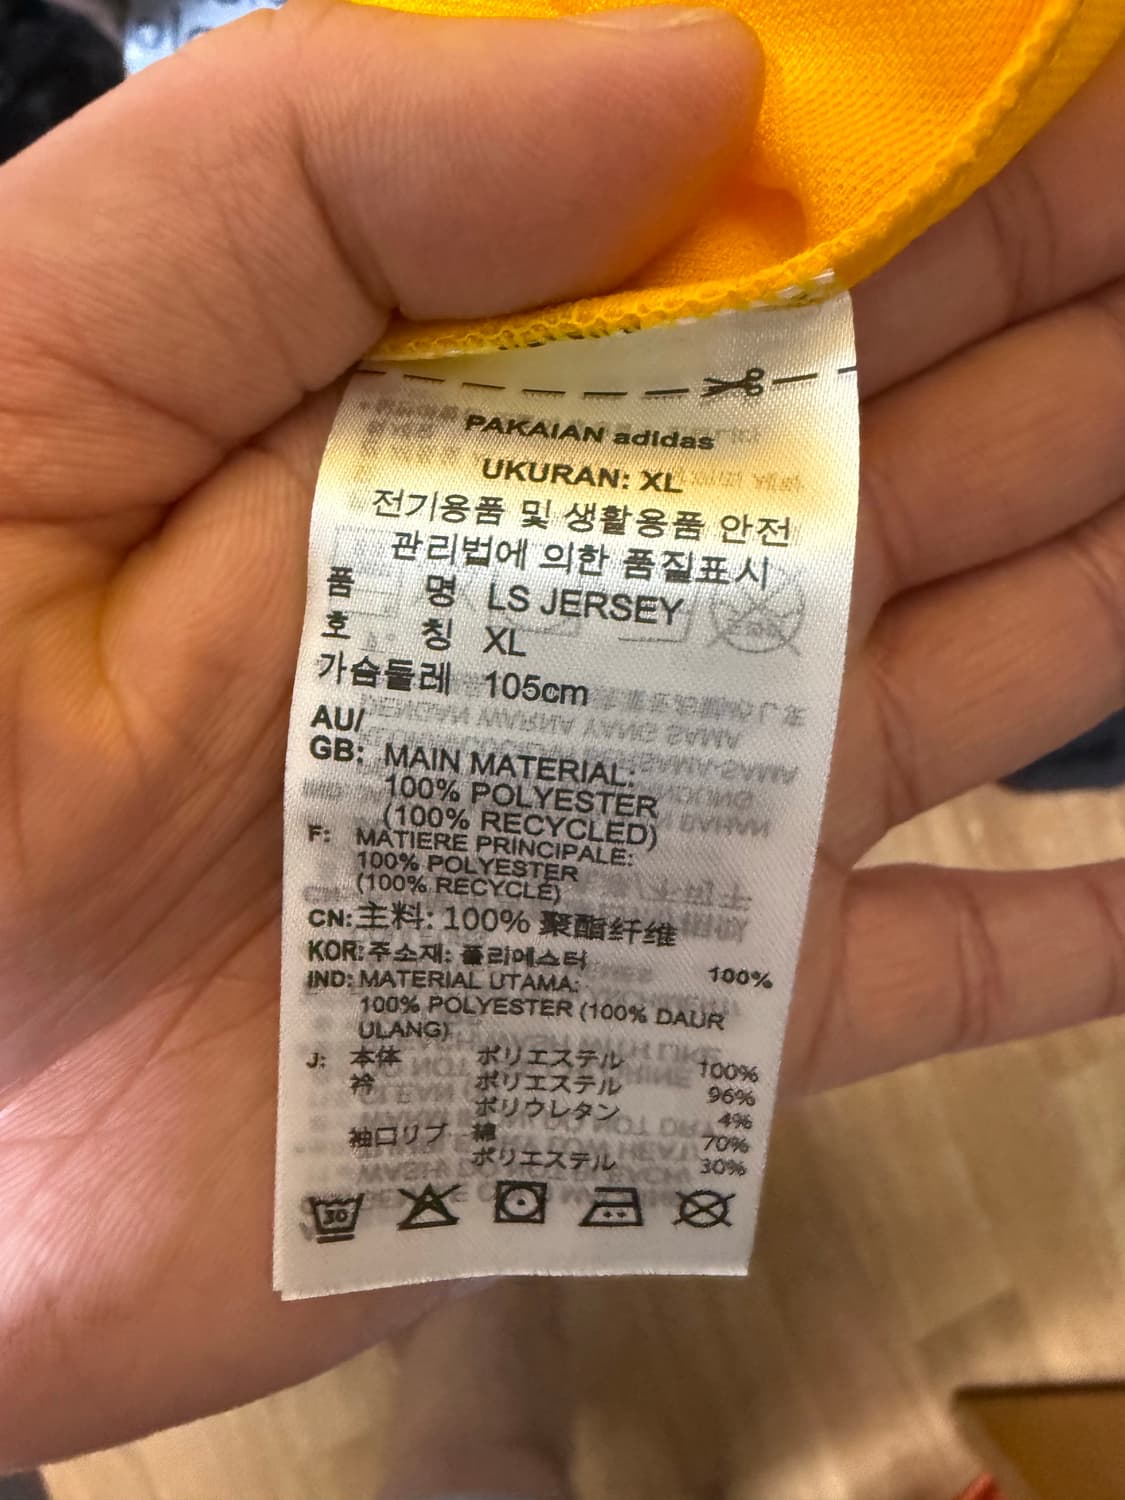 PAKAIAN adidas
UKURAN: XL
전기용품 및 생활용품 안전
관리법에 의한 품질표시
품 명 LS JERSEY
호 칭 XL
가슴둘레 105cm
AU/
GB: MAIN MATERIAL:
100% POLYESTER
(100% RECYCLED)
F: MATIERE PRINCIPALE:
100% POLYESTER
(100% RECYCLÉ)
CN: 主料: 100% 聚酯纤维
KOR: 주소재: 폴리에스터 100%
IND: MATERIAL UTAMA:
100% POLYESTER (100% DAUR
ULANG)
J: 本体 ポリエステル 100%
衿 ポリエステル 96%
ポリウレタン 4%
袖口リブ 綿 70%
ポリエステル 30%
30